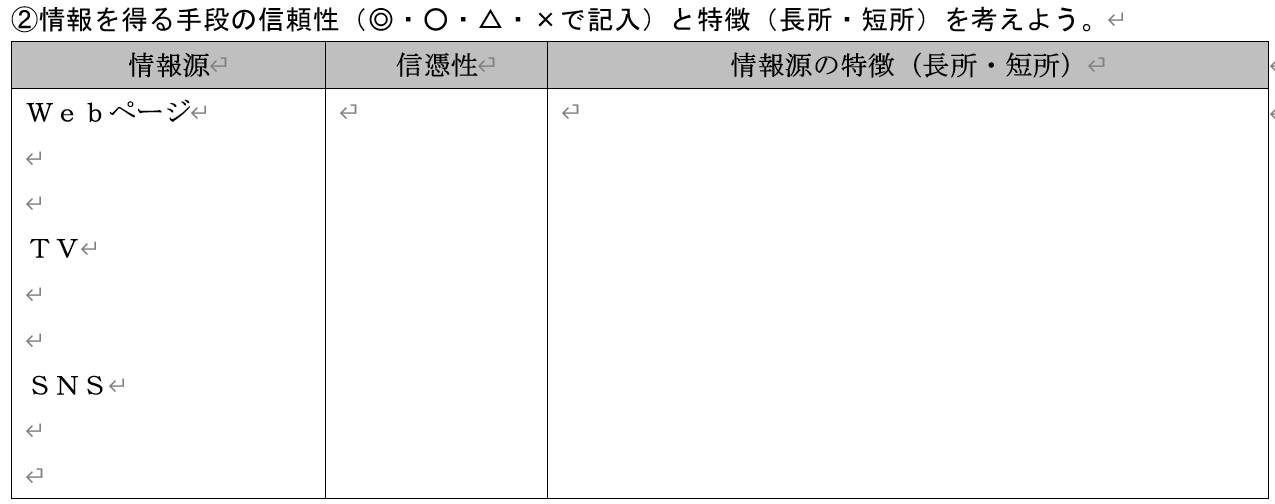 ②情報を得る手段の信頼性（◎・〇・△・×で記入）と特徴（長所・短所）を考えよう。
情報源 信憑性 情報源の特徴（長所・短所）
Ｗｅｂページ
ＴＶ
ＳＮＳ